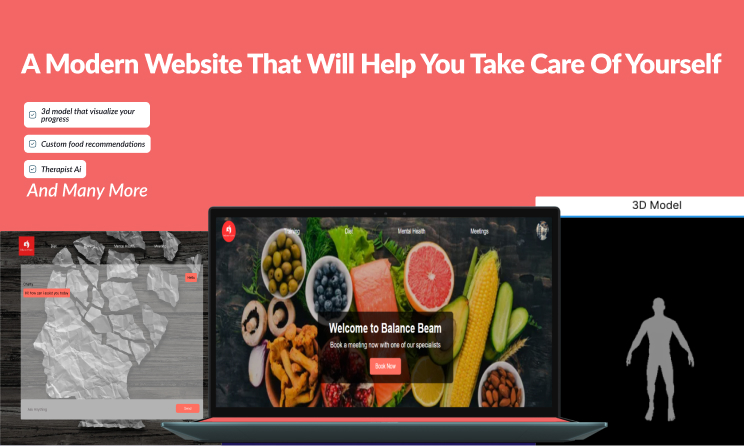 A Modern Website That Will Help You Take Care Of Yourself
3d model that visualize your
progress
Custom food recommendations
Therapist Ai
And Many More
3D Model
Diet
Mental Health
Training
Diet
Mental Health
Meetings
Welcome to Balance Beam
Book a meeting now with one of our specialists
Book Now
Hello
Send